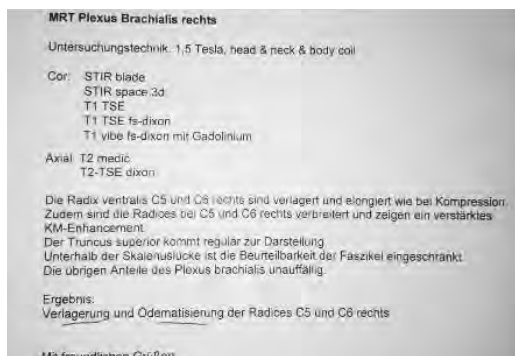 MRT Plexus Brachialis rechts
Untersuchungstechnik: 1,5 Tesla, head & neck & body coil
Cor: STIR blade
STIR space 3d
T1 TSE
T1 TSE fs-dixon
T1 vibe fs-dixon mit Gadolinium
Axial T2 medic
T2-TSE dixon
Die Radix ventralis C5 und C6 rechts sind verlagert und elongiert wie bei Kompression.
Zudem sind die Radices bei C5 und C6 rechts verbreitert und zeigen ein verstärktes
KM-Enhancement
Der Truncus superior kommt regulär zur Darstellung
Unterhalb der Skalenuslücke ist die Beurteilbarkeit der Faszikel eingeschränkt.
Die übrigen Anteile des Plexus brachialis unauffällig.
Ergebnis:
Verlagerung und Ödematisierung der Radices C5 und C6 rechts
Mit freundlichen Grüßen